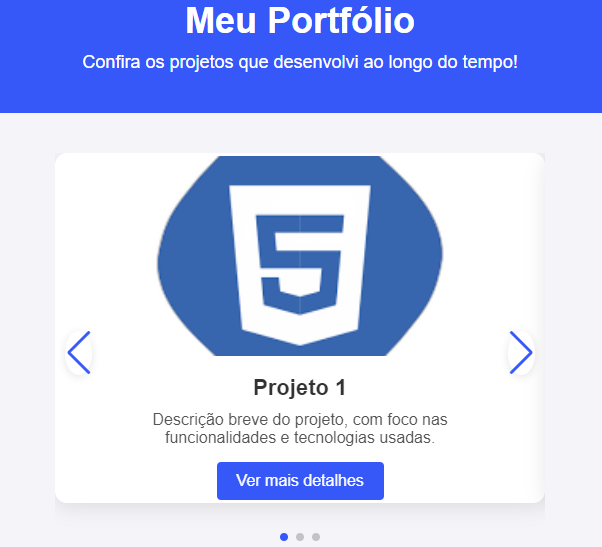 Meu Portfólio
Confira os projetos que desenvolvi ao longo do tempo!
5
Projeto 1
Descrição breve do projeto, com foco nas
funcionalidades e tecnologias usadas.
Ver mais detalhes